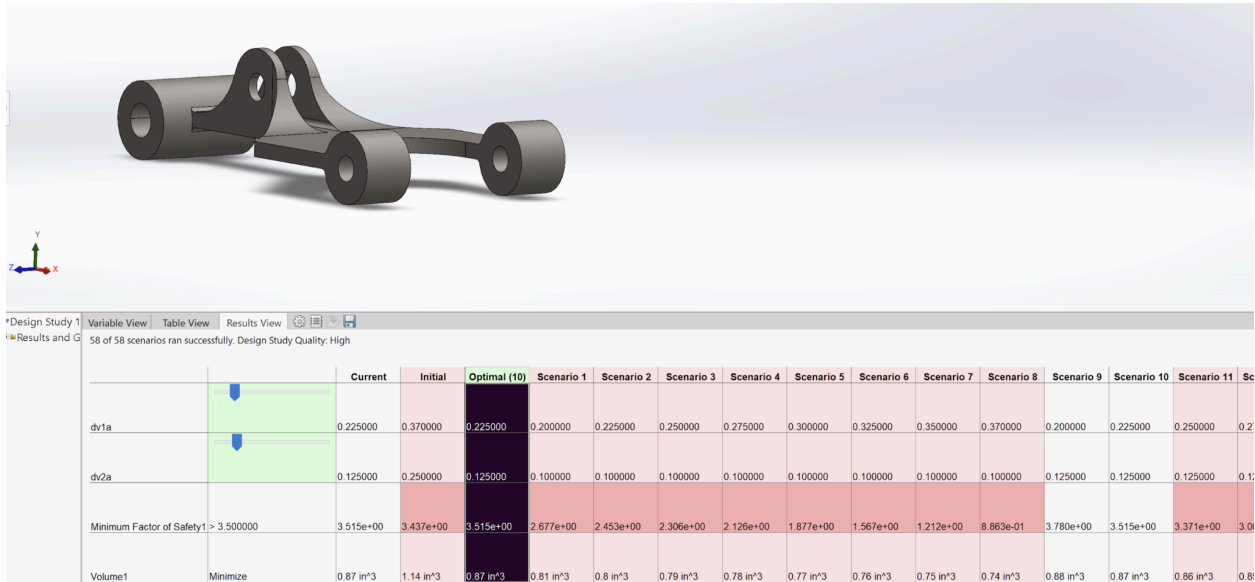 Y
Z X
Design Study 1 Variable View Table View Results View
Results and G 58 of 58 scenarios ran successfully. Design Study Quality: High
Current Initial Optimal (10) Scenario 1 Scenario 2 Scenario 3 Scenario 4 Scenario 5 Scenario 6 Scenario 7 Scenario 8 Scenario 9 Scenario 10 Scenario 11 Sc
dv1a 0.225000 0.370000 0.225000 0.200000 0.225000 0.250000 0.275000 0.300000 0.325000 0.350000 0.370000 0.200000 0.225000 0.250000 0.27
dv2a 0.125000 0.250000 0.125000 0.100000 0.100000 0.100000 0.100000 0.100000 0.100000 0.100000 0.100000 0.125000 0.125000 0.125000 0.12
Minimum Factor of Safety1 > 3.500000 3.515e+00 3.437e+00 3.515e+00 2.677e+00 2.453e+00 2.306e+00 2.126e+00 1.877e+00 1.567e+00 1.212e+00 8.863e-01 3.780e+00 3.515e+00 3.371e+00
Volume1 Minimize 0.87 in^3 1.14 in^3 0.87 in^3 0.81 in^3 0.8 in^3 0.79 in^3 0.78 in^3 0.77 in^3 0.76 in^3 0.75 in^3 0.74 in^3 0.88 in^3 0.87 in^3 0.86 in^3 0.85